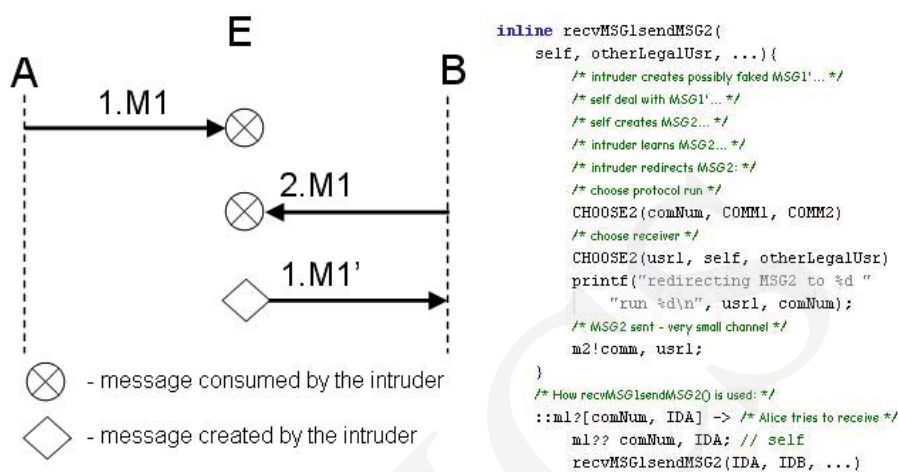 E
A
B
1.M1
2.M1
1.M1’
- message consumed by the intruder
- message created by the intruder
inline recvMSG1sendMSG2(
self, otherLegalUsr, ...){
/* intruder creates possibly faked MSG1'... */
/* self deal with MSG1'... */
/* self creates MSG2... */
/* intruder learns MSG2... */
/* intruder redirects MSG2: */
/* choose protocol run */
CHOOSE2(comNum, COMM1, COMM2)
/* choose receiver */
CHOOSE2(usr1, self, otherLegalUsr)
printf("redirecting MSG2 to %d "
"run %d\n", usr1, comNum);
/* MSG2 sent - very small channel */
m2!comm, usr1;
}
/* How recvMSG1sendMSG2() is used: */
::m1?[comNum, IDA] -> /* Alice tries to receive */
m1?? comNum, IDA; // self
recvMSG1sendMSG2(IDA, IDB, ...)